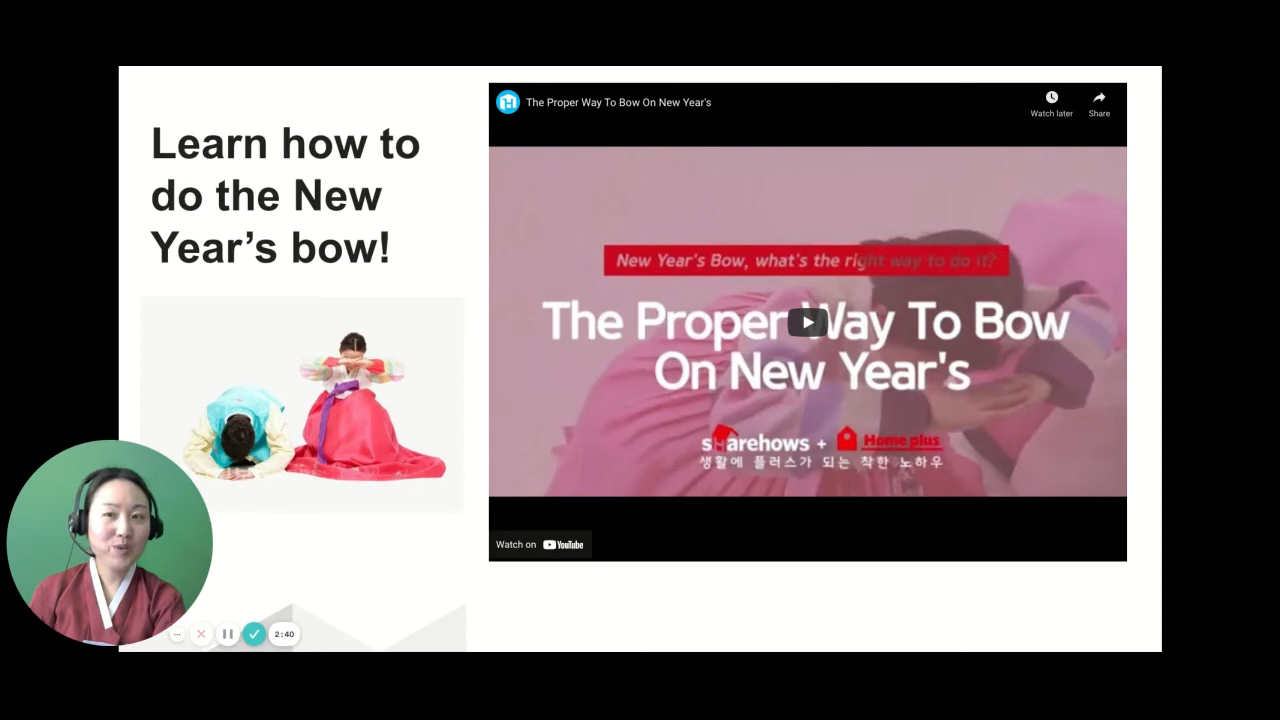 Learn how to
do the New
Year's bow!
The Proper Way To Bow On New Year's
Watch later
Share
New Year's Bow, what's the right way to do it?
The Proper Way To Bow
On New Year's
sHarehows + Home plus
생활에 플러스가 되는 착한 노하우
Watch on YouTube
2:40